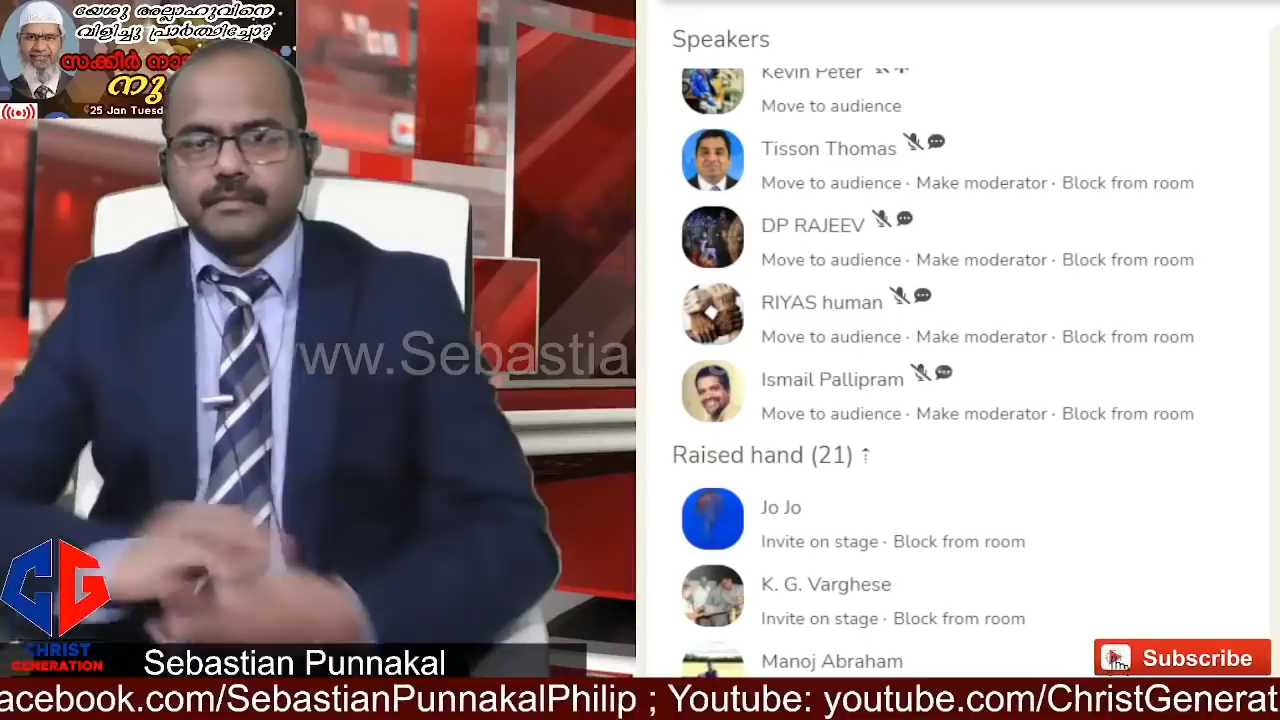 യേശു അല്ലാഹുവിനെ
വിളിച്ചു പ്രാർത്ഥിച്ചോ?
സക്കീർ
നു
25 Jan Tuesd
www.Sebastia
CHRIST
GENERATION
Sebastian Punnakal
Speakers
Kevin Peter
Move to audience
Tisson Thomas
Move to audience · Make moderator · Block from room
DP RAJEEV
Move to audience · Make moderator · Block from room
RIYAS human
Move to audience · Make moderator · Block from room
Ismail Pallipram
Move to audience · Make moderator · Block from room
Raised hand (21)
Jo Jo
Invite on stage · Block from room
K. G. Varghese
Invite on stage · Block from room
Manoj Abraham
Subscribe
acebook.com/SebastianPunnakalPhilip ; Youtube: youtube.com/ChristGenerat